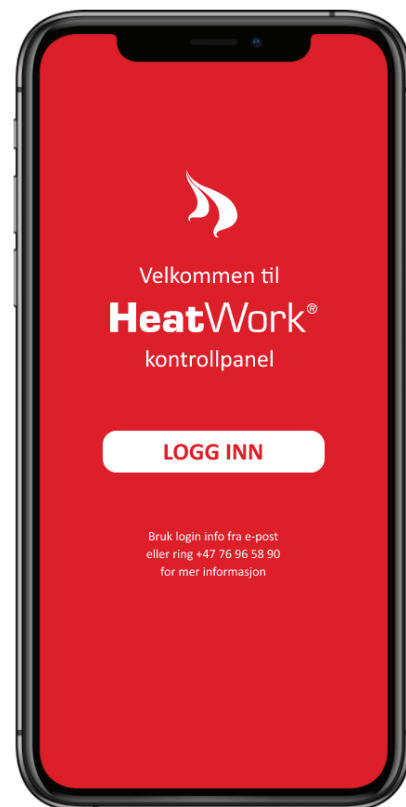 Velkommen til
HeatWork®
kontrollpanel
LOGG INN
Bruk login info fra e-post
eller ring +47 76 96 58 90
for mer informasjon